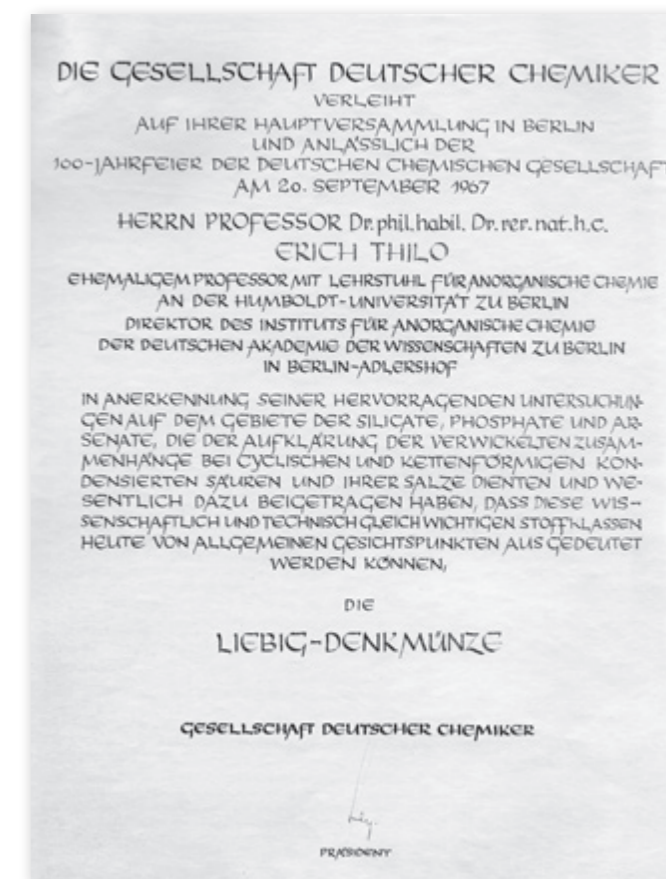 DIE GESELLSCHAFT DEUTSCHER CHEMIKER
VERLEIHT
AUF IHRER HAUPTVERSAMMLUNG IN BERLIN
UND ANLÄSSLICH DER
100-JAHRFEIER DER DEUTSCHEN CHEMISCHEN GESELLSCHAFT
AM 20. SEPTEMBER 1967
HERRN PROFESSOR Dr. phil. habil. Dr. rer. nat. h. c.
ERICH THILO
EHEMALIGEM PROFESSOR MIT LEHRSTUHL FÜR ANORGANISCHE CHEMIE
AN DER HUMBOLDT-UNIVERSITÄT ZU BERLIN
DIREKTOR DES INSTITUTS FÜR ANORGANISCHE CHEMIE
DER DEUTSCHEN AKADEMIE DER WISSENSCHAFTEN ZU BERLIN
IN BERLIN-ADLERSHOF
IN ANERKENNUNG SEINER HERVORRAGENDEN UNTERSUCHUN-
GEN AUF DEM GEBIETE DER SILICATE, PHOSPHATE UND AR-
SENATE, DIE DER AUFKLÄRUNG DER VERWICKELTEN ZUSAM-
MENHÄNGE BEI CYCLISCHEN UND KETTENFÖRMIGEN KON-
DENSIERTEN SÄUREN UND IHRER SALZE DIENTEN UND WE-
SENTLICH DAZU BEIGETRAGEN HABEN, DASS DIESE WIS-
SENSCHAFTLICH UND TECHNISCH GLEICH WICHTIGEN STOFFKLASSEN
HEUTE VON ALLGEMEINEN GESICHTSPUNKTEN AUS GEDEUTET
WERDEN KÖNNEN,
DIE
LIEBIG-DENKMÜNZE
GESELLSCHAFT DEUTSCHER CHEMIKER
PRÄSIDENT